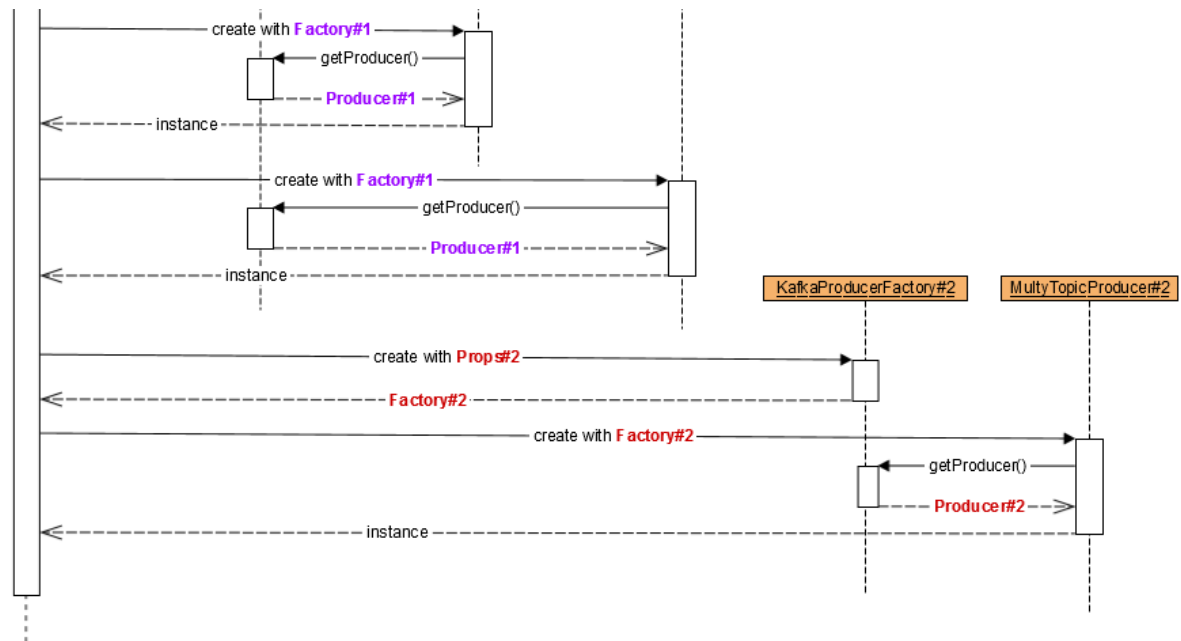 create with Factory#1
getProducer()
Producer#1
instance
create with Factory#1
getProducer()
Producer#1
instance
KafkaProducerFactory#2
MultyTopicProducer#2
create with Props#2
Factory#2
create with Factory#2
getProducer()
Producer#2
instance